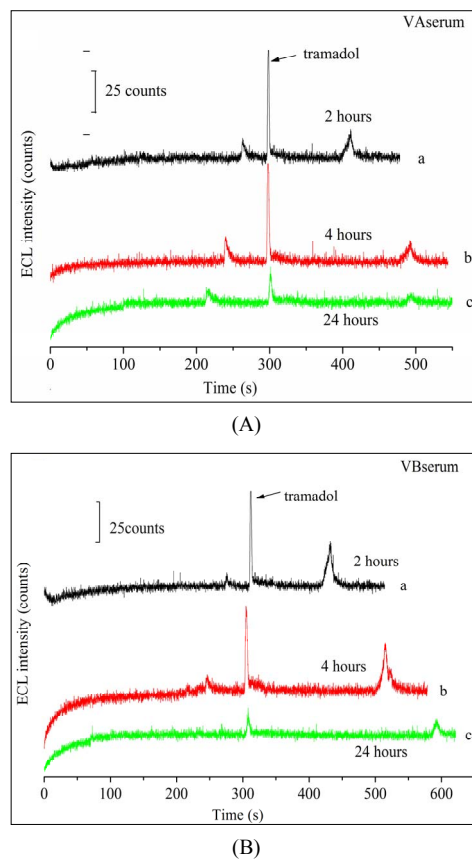 VAserum
tramadol
25 counts
2 hours
a
ECL intensity (counts)
4 hours
b
c
24 hours
0 100 200 300 400 500
Time (s)
(A)
VBserum
tramadol
25counts
2 hours
a
ECL intensity (counts)
4 hours
b
c
24 hours
0 100 200 300 400 500 600
Time (s)
(B)